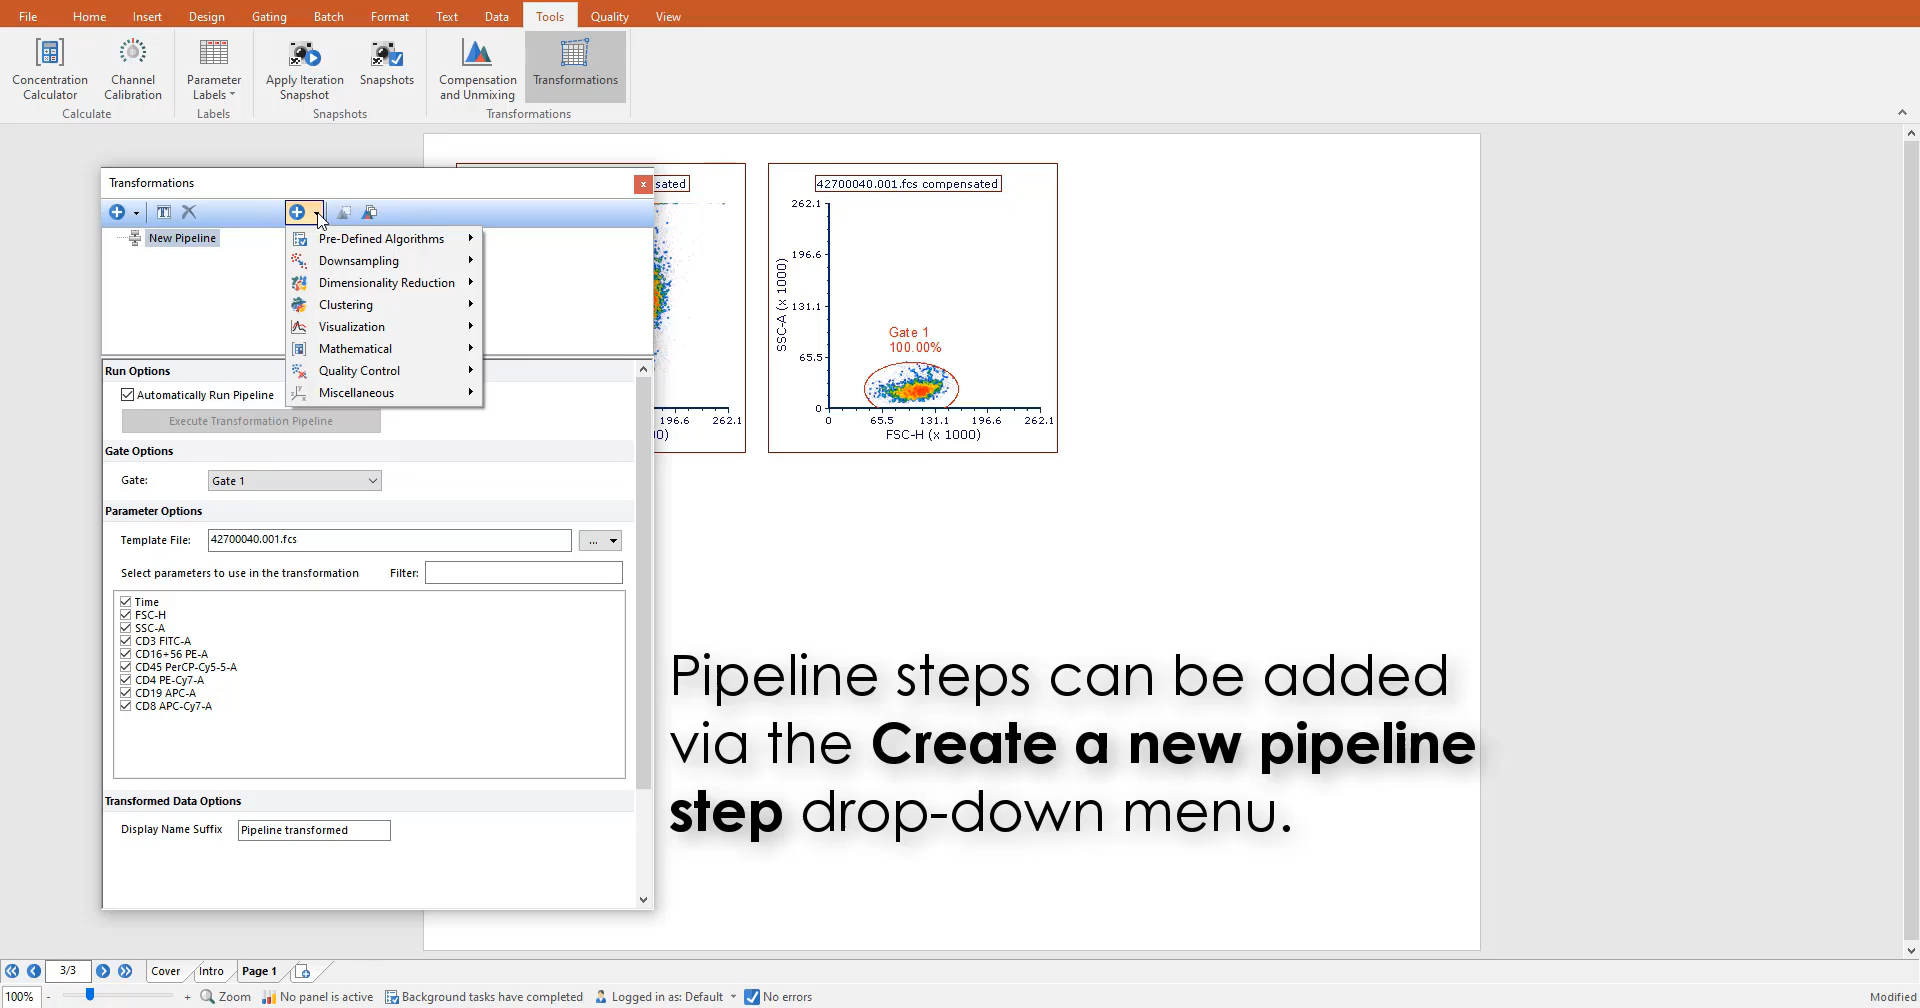 File Home Insert Design Gating Batch Format Text Data Tools Quality View
Concentration Calculator
Channel Calibration
Parameter Labels
Apply Iteration Snapshot
Snapshots
Compensation and Unmixing
Transformations
Calculate Labels Snapshots Transformations
Transformations
x
New Pipeline
Pre-Defined Algorithms
Downsampling
Dimensionality Reduction
Clustering
Visualization
Mathematical
Quality Control
Miscellaneous
Run Options
Automatically Run Pipeline
Execute Transformation Pipeline
Gate Options
Gate: Gate 1
Parameter Options
Template File: 42700040.001.fcs ...
Select parameters to use in the transformation Filter:
Time
FSC-H
SSC-A
CD3 FITC-A
CD16+56 PE-A
CD45 PerCP-Cy5-5-A
CD4 PE-Cy7-A
CD19 APC-A
CD8 APC-Cy7-A
Transformed Data Options
Display Name Suffix Pipeline transformed
sated
196.6 262.1
0)
42700040.001.fcs compensated
262.1
196.6
131.1
65.5
0
SSC-A (x 1000)
Gate 1
100.00%
0 65.5 131.1 196.6 262.1
FSC-H (x 1000)
Pipeline steps can be added
via the Create a new pipeline
step drop-down menu.
3/3 Cover Intro Page 1
100% - + Zoom No panel is active Background tasks have completed Logged in as: Default No errors Modified